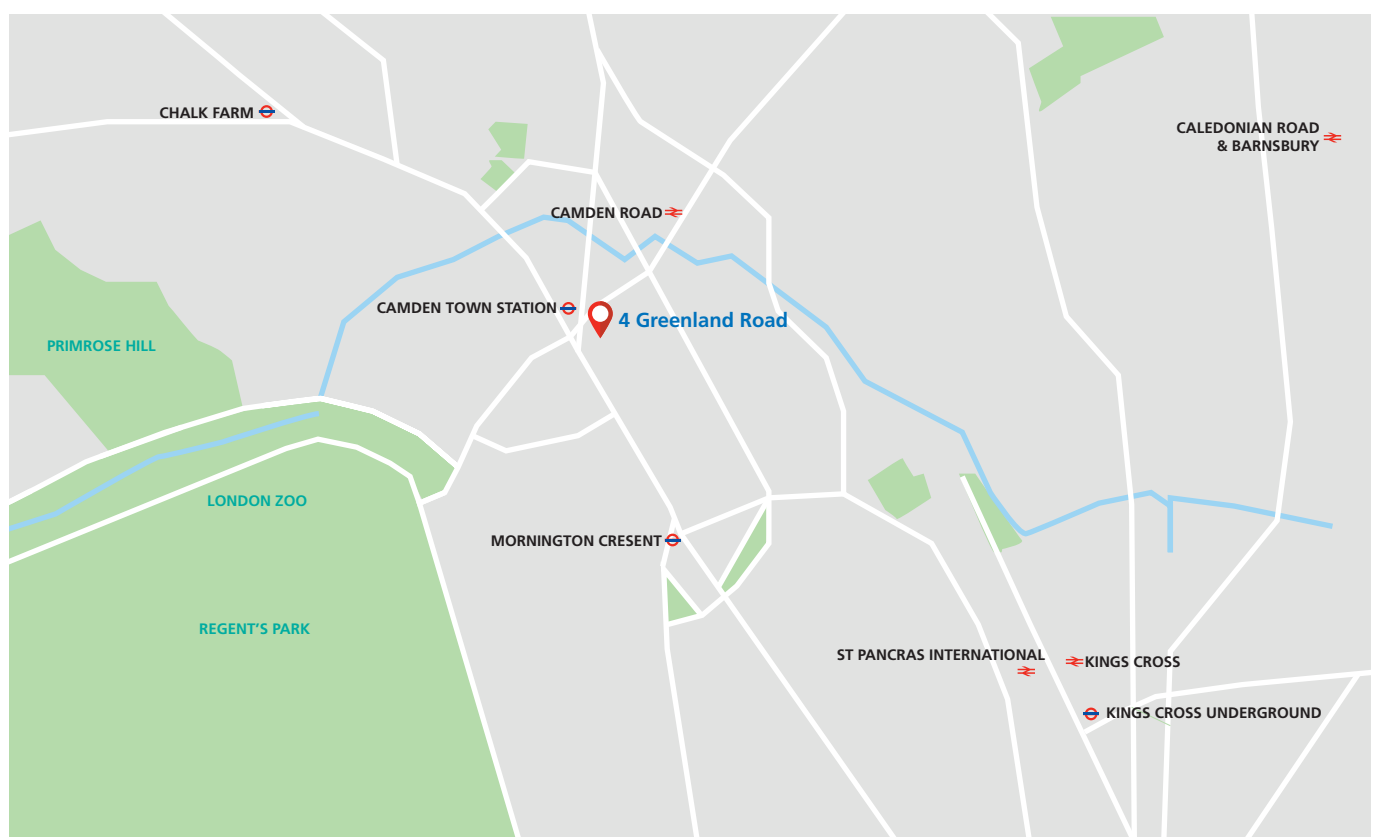 CHALK FARM
CALEDONIAN ROAD
& BARNSBURY
CAMDEN ROAD
CAMDEN TOWN STATION
4 Greenland Road
PRIMROSE HILL
LONDON ZOO
MORNINGTON CRESENT
REGENT'S PARK
ST PANCRAS INTERNATIONAL
KINGS CROSS
KINGS CROSS UNDERGROUND